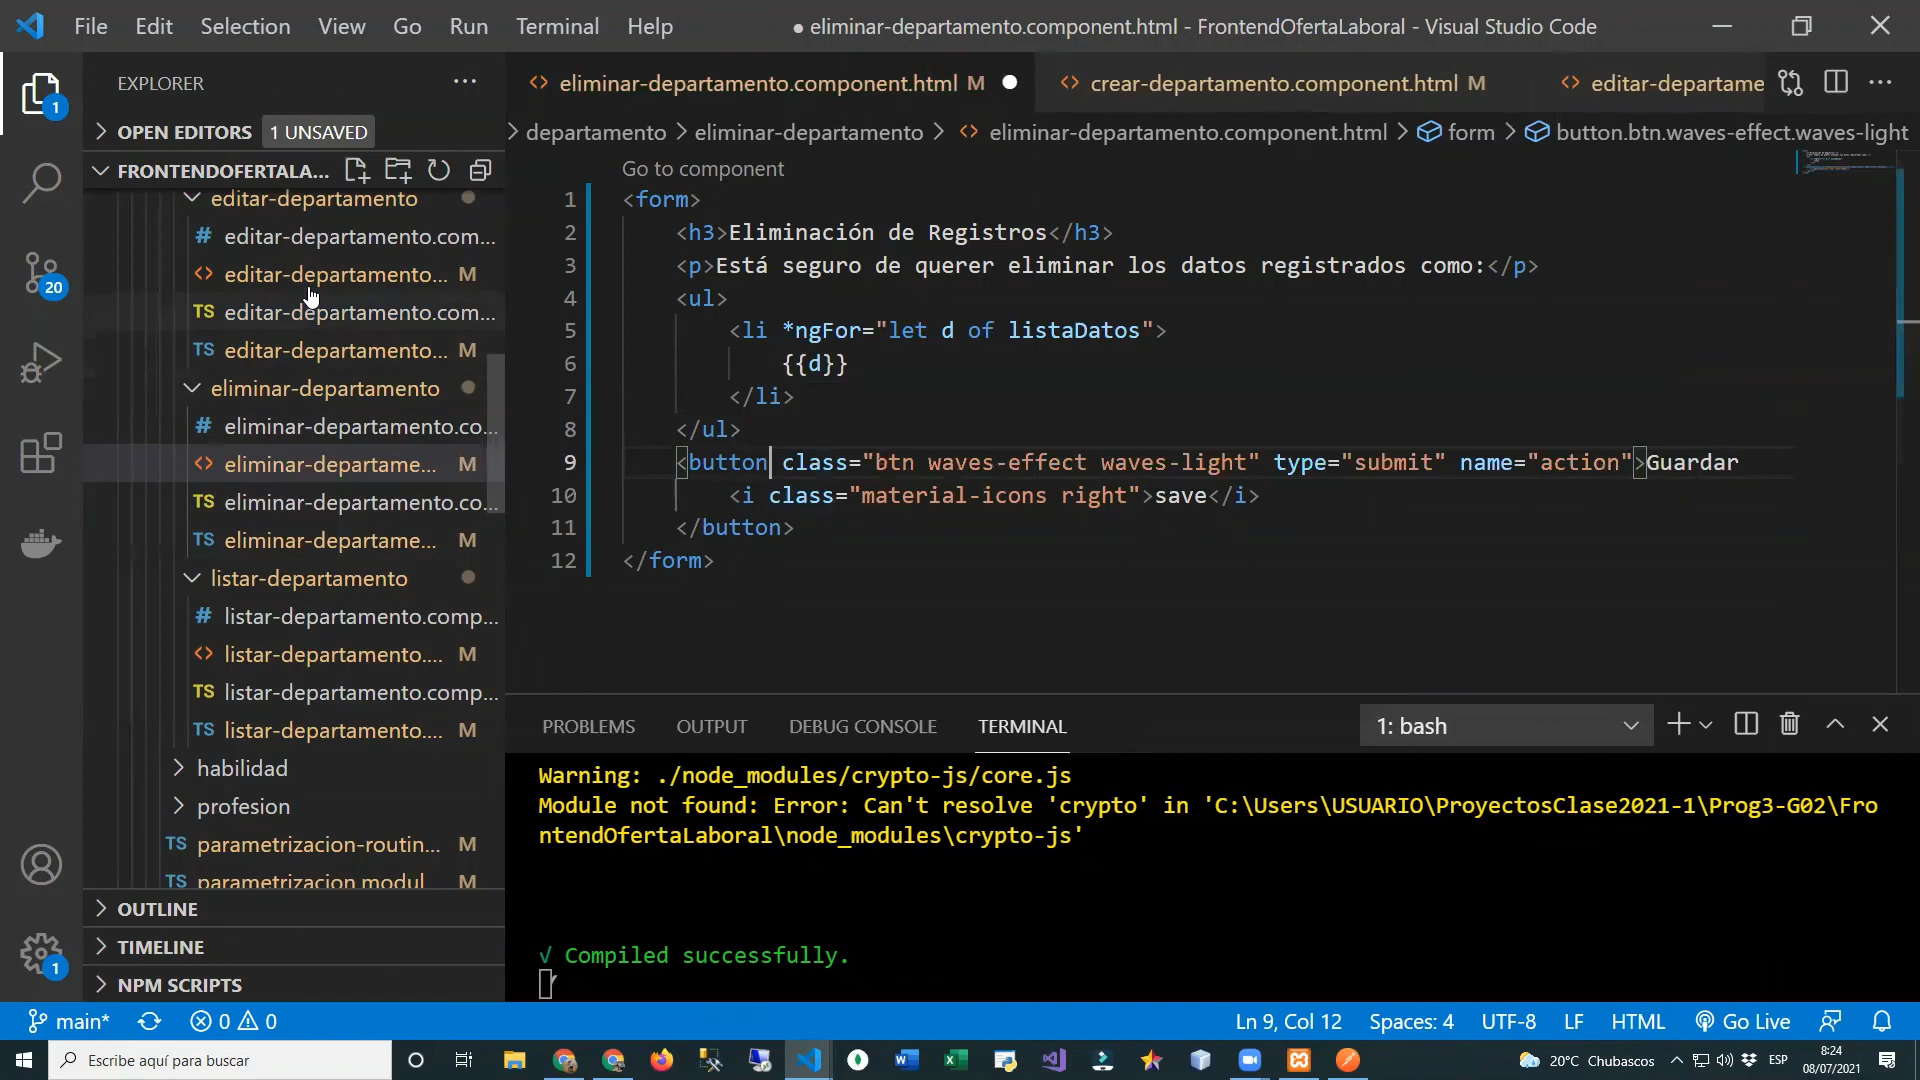 File Edit Selection View Go Run Terminal Help
● eliminar-departamento.component.html - FrontendOfertaLaboral - Visual Studio Code
EXPLORER
OPEN EDITORS 1 UNSAVED
FRONTENDOFERTALA...
editar-departamento
# editar-departamento.com...
<> editar-departamento... M
TS editar-departamento.com...
TS editar-departamento... M
eliminar-departamento
# eliminar-departamento.co...
<> eliminar-departame... M
TS eliminar-departamento.co...
TS eliminar-departame... M
listar-departamento
# listar-departamento.comp...
<> listar-departamento.... M
TS listar-departamento.comp...
TS listar-departamento.... M
habilidad
profesion
TS parametrizacion-routin... M
TS parametrizacion modul M
OUTLINE
TIMELINE
NPM SCRIPTS
1
20
1
<> eliminar-departamento.component.html M
<> crear-departamento.component.html M
<> editar-departame
departamento > eliminar-departamento > <> eliminar-departamento.component.html > form > button.btn.waves-effect.waves-light
Go to component
1 <form>
2 <h3>Eliminación de Registros</h3>
3 <p>Está seguro de querer eliminar los datos registrados como:</p>
4 <ul>
5 <li *ngFor="let d of listaDatos">
6 {{d}}
7 </li>
8 </ul>
9 <button class="btn waves-effect waves-light" type="submit" name="action">Guardar
10 <i class="material-icons right">save</i>
11 </button>
12 </form>
PROBLEMS OUTPUT DEBUG CONSOLE TERMINAL
1: bash
Warning: ./node_modules/crypto-js/core.js
Module not found: Error: Can't resolve 'crypto' in 'C:\Users\USUARIO\ProyectosClase2021-1\Prog3-G02\Fro
ntendOfertaLaboral\node_modules\crypto-js'
√ Compiled successfully.
main* 0 0
Ln 9, Col 12 Spaces: 4 UTF-8 LF HTML Go Live
Escribe aquí para buscar
20°C Chubascos
ESP
8:24
08/07/2021